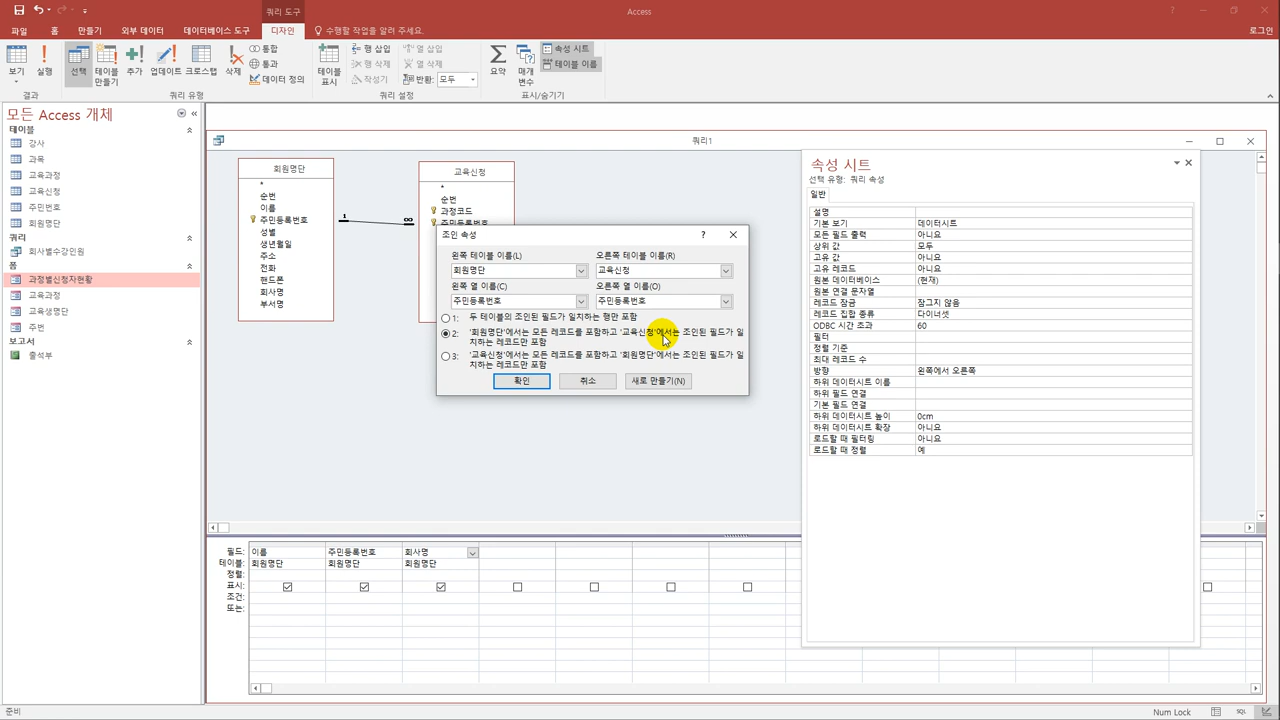 쿼리 도구
Access
파일
홈
만들기
외부 데이터
데이터베이스 도구
디자인
수행할 작업을 알려 주세요.
로그인
보기
실행
선택
테이블
만들기
추가
업데이트
크로스탭
삭제
통합
통과
데이터 정의
테이블
표시
행 삽입
행 삭제
작성기
열 삽입
열 삭제
반환: 모두
요약
매개
변수
속성 시트
테이블 이름
결과
쿼리 유형
쿼리 설정
표시/숨기기
모든 Access 개체
테이블
강사
과목
교육과정
교육신청
주민번호
회원명단
쿼리
회사별수강인원
폼
과정별신청자현황
교육과정
교육생명단
주번
보고서
출석부
쿼리1
회원명단
*
순번
이름
주민등록번호
성별
생년월일
주소
전화
핸드폰
회사명
부서명
1
∞
교육신청
*
순번
과정코드
주민등록번호
조인 속성
?
왼쪽 테이블 이름(L)
오른쪽 테이블 이름(R)
회원명단
교육신청
왼쪽 열 이름(C)
오른쪽 열 이름(O)
주민등록번호
주민등록번호
1: 두 테이블의 조인된 필드가 일치하는 행만 포함
2: '회원명단'에서는 모든 레코드를 포함하고 '교육신청'에서는 조인된 필드가 일
치하는 레코드만 포함
3: '교육신청'에서는 모든 레코드를 포함하고 '회원명단'에서는 조인된 필드가 일
치하는 레코드만 포함
확인
취소
새로 만들기(N)
속성 시트
선택 유형: 쿼리 속성
일반
설명
기본 보기 데이터시트
모든 필드 출력 아니요
상위 값 모두
고유 값 아니요
고유 레코드 아니요
원본 데이터베이스 (현재)
원본 연결 문자열
레코드 잠금 잠그지 않음
레코드 집합 종류 다이너셋
ODBC 시간 초과 60
필터
정렬 기준
최대 레코드 수
방향 왼쪽에서 오른쪽
하위 데이터시트 이름
하위 필드 연결
기본 필드 연결
하위 데이터시트 높이 0cm
하위 데이터시트 확장 아니요
로드할 때 필터링 아니요
로드할 때 정렬 예
필드: 이름 주민등록번호 회사명
테이블: 회원명단 회원명단 회원명단
정렬:
표시:
조건:
또는:
준비
Num Lock
SQL